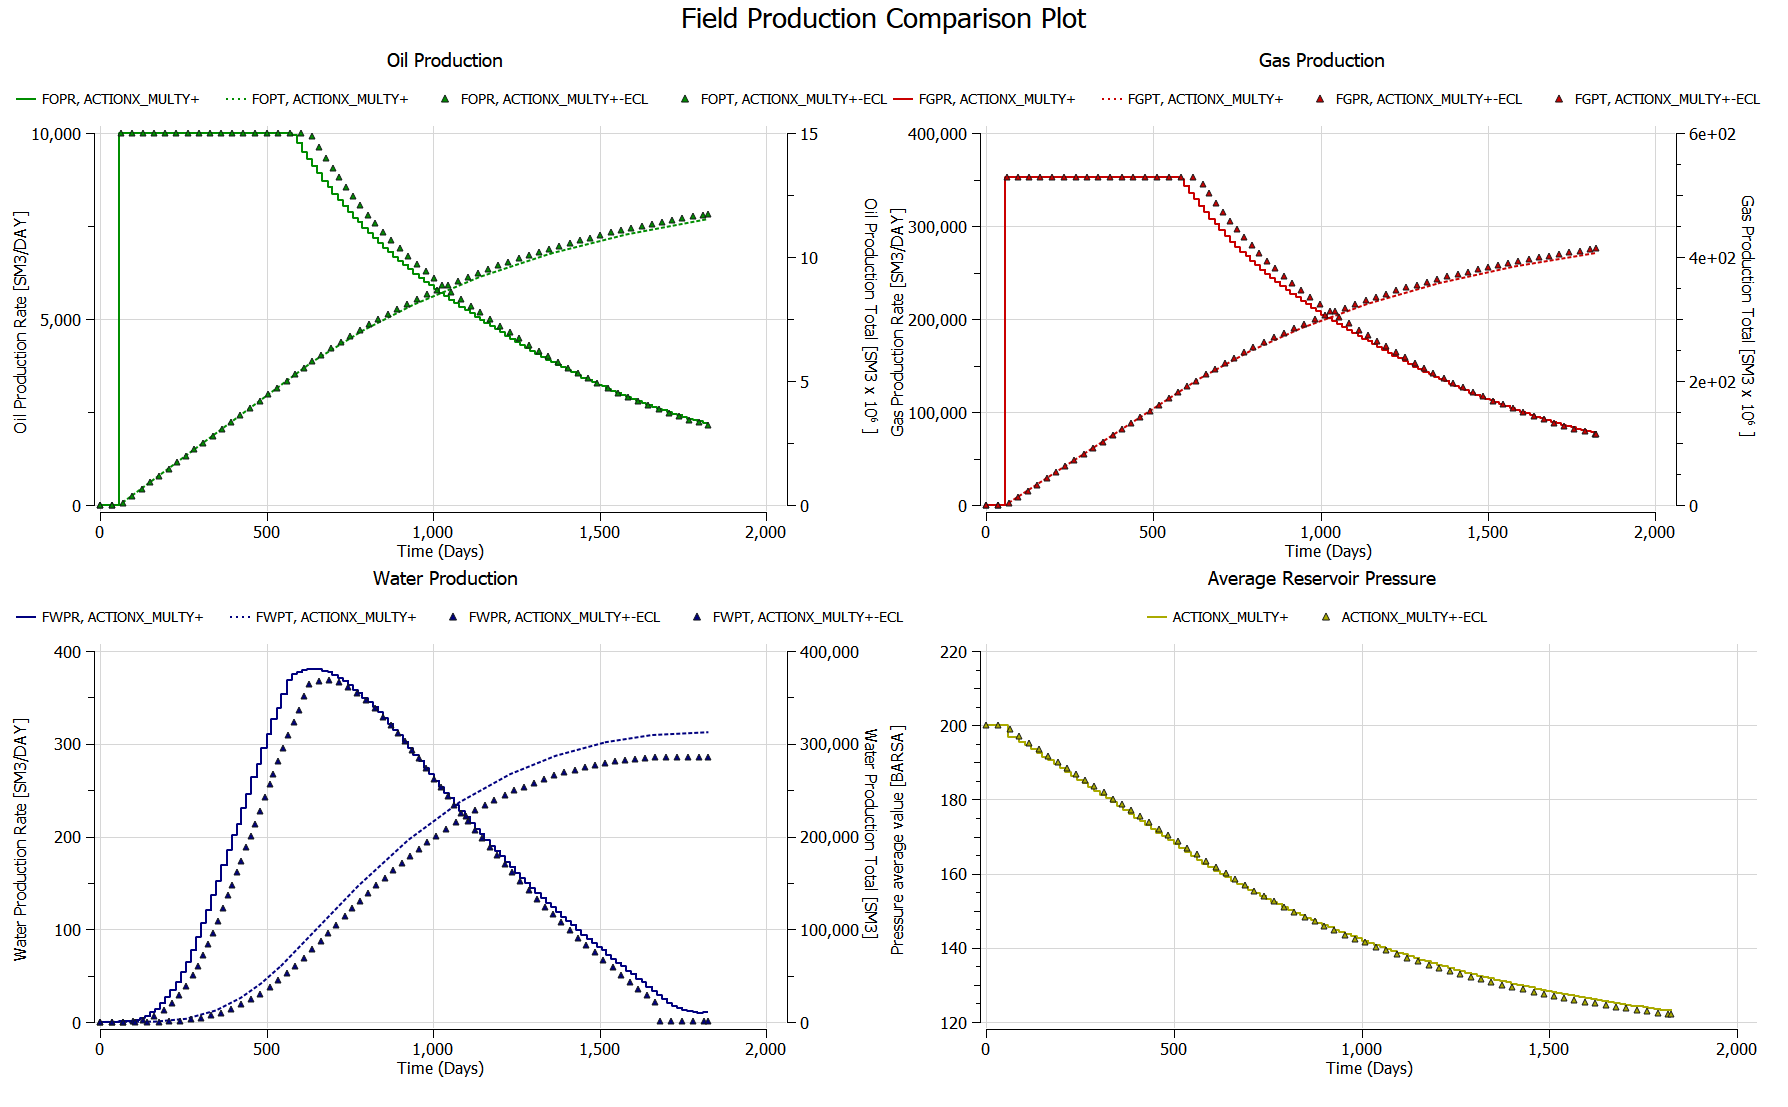 Field Production Comparison Plot
Oil Production
FOPR, ACTIONX_MULTY+ FOPT, ACTIONX_MULTY+ FOPR, ACTIONX_MULTY+-ECL FOPT, ACTIONX_MULTY+-ECL
10,000
5,000
0
Oil Production Rate [SM3/DAY]
15
10
5
0
Oil Production Total [SM3 x 10⁶ ]
0 500 1,000 1,500 2,000
Time (Days)
Gas Production
FGPR, ACTIONX_MULTY+ FGPT, ACTIONX_MULTY+ FGPR, ACTIONX_MULTY+-ECL FGPT, ACTIONX_MULTY+-ECL
400,000
300,000
200,000
100,000
0
Gas Production Rate [SM3/DAY]
6e+02
4e+02
2e+02
0
Gas Production Total [SM3 x 10⁶ ]
0 500 1,000 1,500 2,000
Time (Days)
Water Production
FWPR, ACTIONX_MULTY+ FWPT, ACTIONX_MULTY+ FWPR, ACTIONX_MULTY+-ECL FWPT, ACTIONX_MULTY+-ECL
400
300
200
100
0
Water Production Rate [SM3/DAY]
400,000
300,000
200,000
100,000
0
Water Production Total [SM3]
0 500 1,000 1,500 2,000
Time (Days)
Average Reservoir Pressure
ACTIONX_MULTY+ ACTIONX_MULTY+-ECL
220
200
180
160
140
120
Pressure average value [BARSA]
0 500 1,000 1,500 2,000
Time (Days)